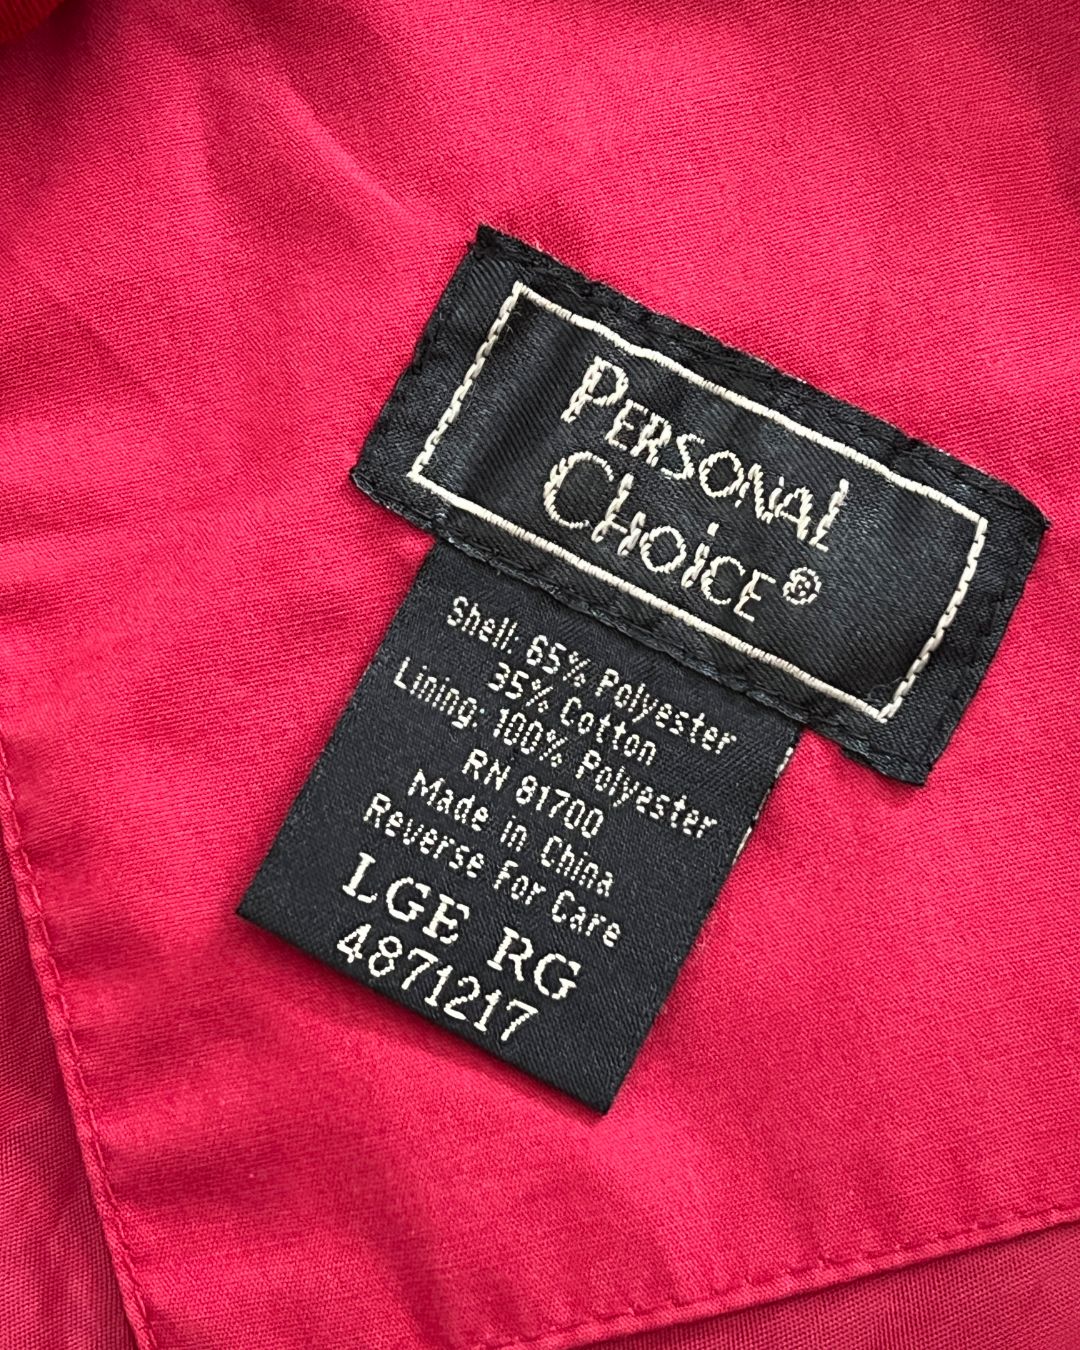 PERSONAL
CHOICE®
Shell: 65% Polyester
35% Cotton
Lining: 100% Polyester
RN 81700
Made in China
Reverse For Care
LGE RG
4871217